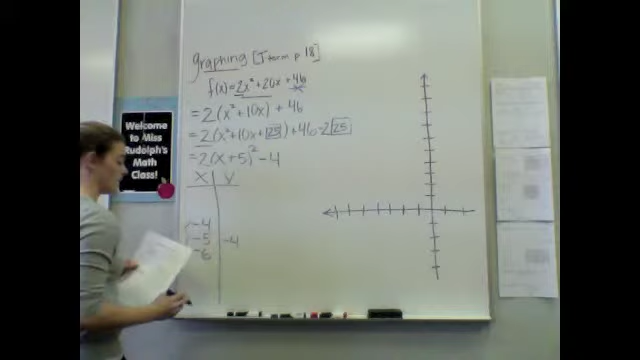 graphing [Jterm p 18]
f(x) = 2x² + 20x + 46
= 2(x² + 10x) + 46
= 2(x² + 10x + 25) + 46 - 2[25]
= 2(x + 5)² - 4
x y
-4
-5 -4
-6
Welcome to Miss Rudolph's Math Class!